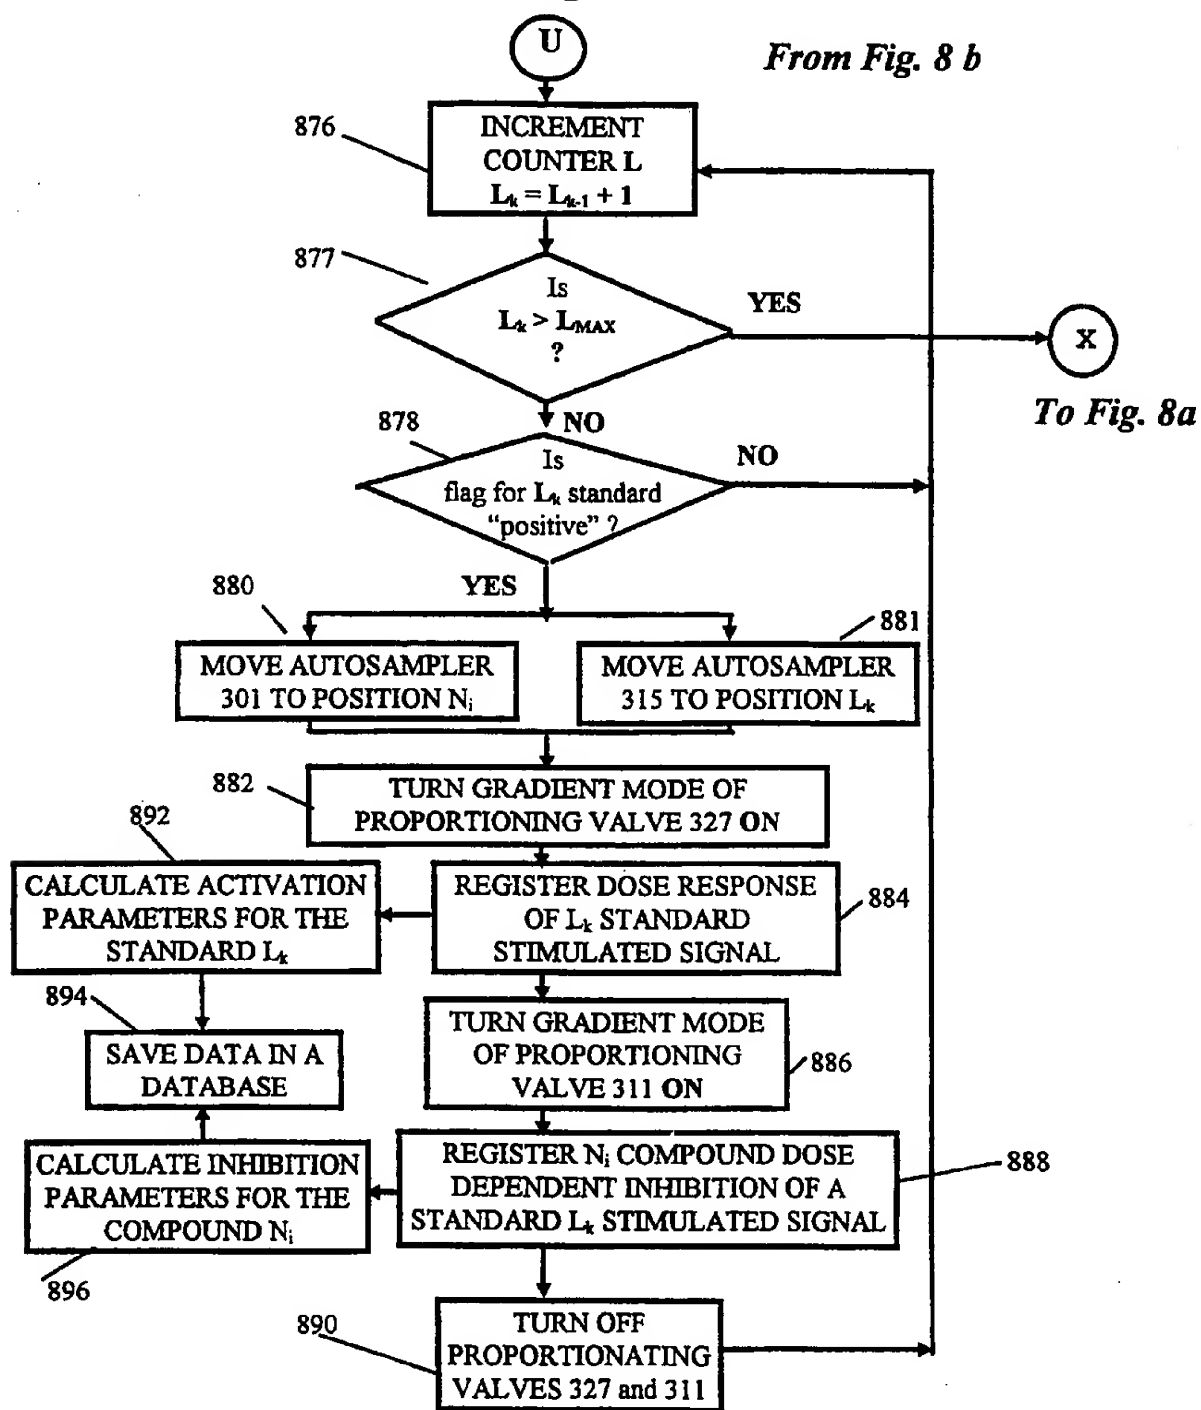 U
From Fig. 8 b
876
INCREMENT
COUNTER L
Lₖ = Lₖ₋₁ + 1
877
Is
Lₖ > L_MAX
?
YES
X
To Fig. 8a
NO
878
Is
flag for Lₖ standard
“positive” ?
NO
YES
880
MOVE AUTOSAMPLER
301 TO POSITION Nᵢ
881
MOVE AUTOSAMPLER
315 TO POSITION Lₖ
882
TURN GRADIENT MODE OF
PROPORTIONING VALVE 327 ON
892
CALCULATE ACTIVATION
PARAMETERS FOR THE
STANDARD Lₖ
REGISTER DOSE RESPONSE
OF Lₖ STANDARD
STIMULATED SIGNAL
884
894
SAVE DATA IN A
DATABASE
TURN GRADIENT MODE
OF PROPORTIONING
VALVE 311 ON
886
CALCULATE INHIBITION
PARAMETERS FOR THE
COMPOUND Nᵢ
896
REGISTER Nᵢ COMPOUND DOSE
DEPENDENT INHIBITION OF A
STANDARD Lₖ STIMULATED SIGNAL
888
890
TURN OFF
PROPORTIONATING
VALVES 327 and 311